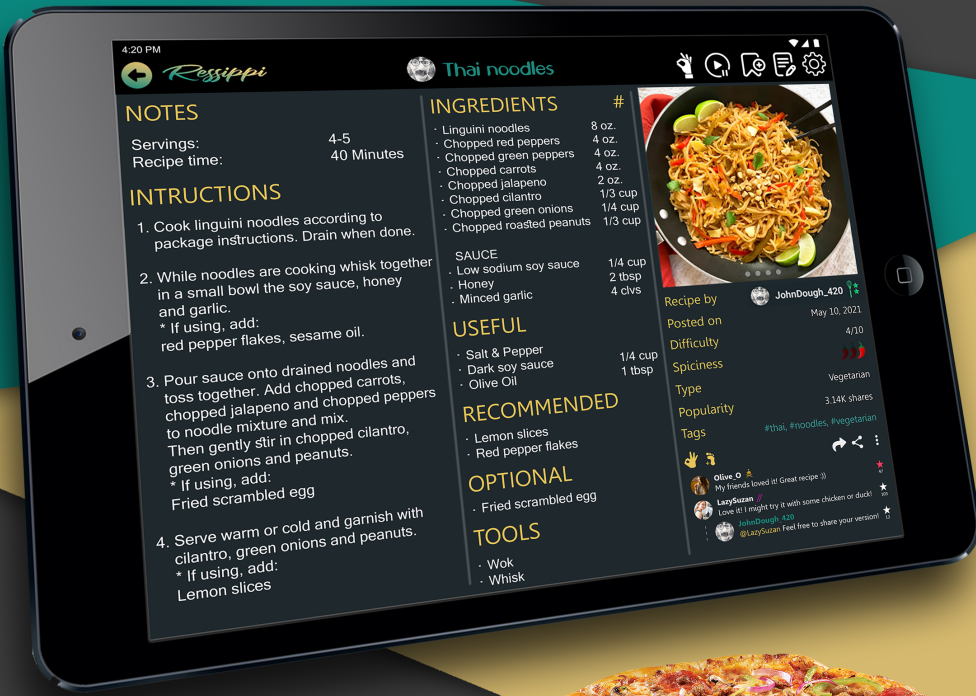 4:20 PM
Ressippi
Thai noodles
NOTES
Servings: 4-5
Recipe time: 40 Minutes
INTRUCTIONS
1. Cook linguini noodles according to
package instructions. Drain when done.
2. While noodles are cooking whisk together
in a small bowl the soy sauce, honey
and garlic.
* If using, add:
red pepper flakes, sesame oil.
3. Pour sauce onto drained noodles and
toss together. Add chopped carrots,
chopped jalapeno and chopped peppers
to noodle mixture and mix.
Then gently stir in chopped cilantro,
green onions and peanuts.
* If using, add:
Fried scrambled egg
4. Serve warm or cold and garnish with
cilantro, green onions and peanuts.
* If using, add:
Lemon slices
INGREDIENTS #
· Linguini noodles 8 oz.
· Chopped red peppers 4 oz.
· Chopped green peppers 4 oz.
· Chopped carrots 4 oz.
· Chopped jalapeno 2 oz.
· Chopped cilantro 1/3 cup
· Chopped green onions 1/4 cup
· Chopped roasted peanuts 1/3 cup
SAUCE
· Low sodium soy sauce 1/4 cup
· Honey 2 tbsp
· Minced garlic 4 clvs
USEFUL
· Salt & Pepper
· Dark soy sauce 1/4 cup
· Olive Oil 1 tbsp
RECOMMENDED
· Lemon slices
· Red pepper flakes
OPTIONAL
· Fried scrambled egg
TOOLS
· Wok
· Whisk
Recipe by JohnDough_420
Posted on May 10, 2021
Difficulty 4/10
Spiciness
Type Vegetarian
Popularity 3.14K shares
Tags #thai, #noodles, #vegetarian
Olive_O
My friends loved it! Great recipe :))
LazySuzan
Love it! I might try it with some chicken or duck!
JohnDough_420
@LazySuzan Feel free to share your version!